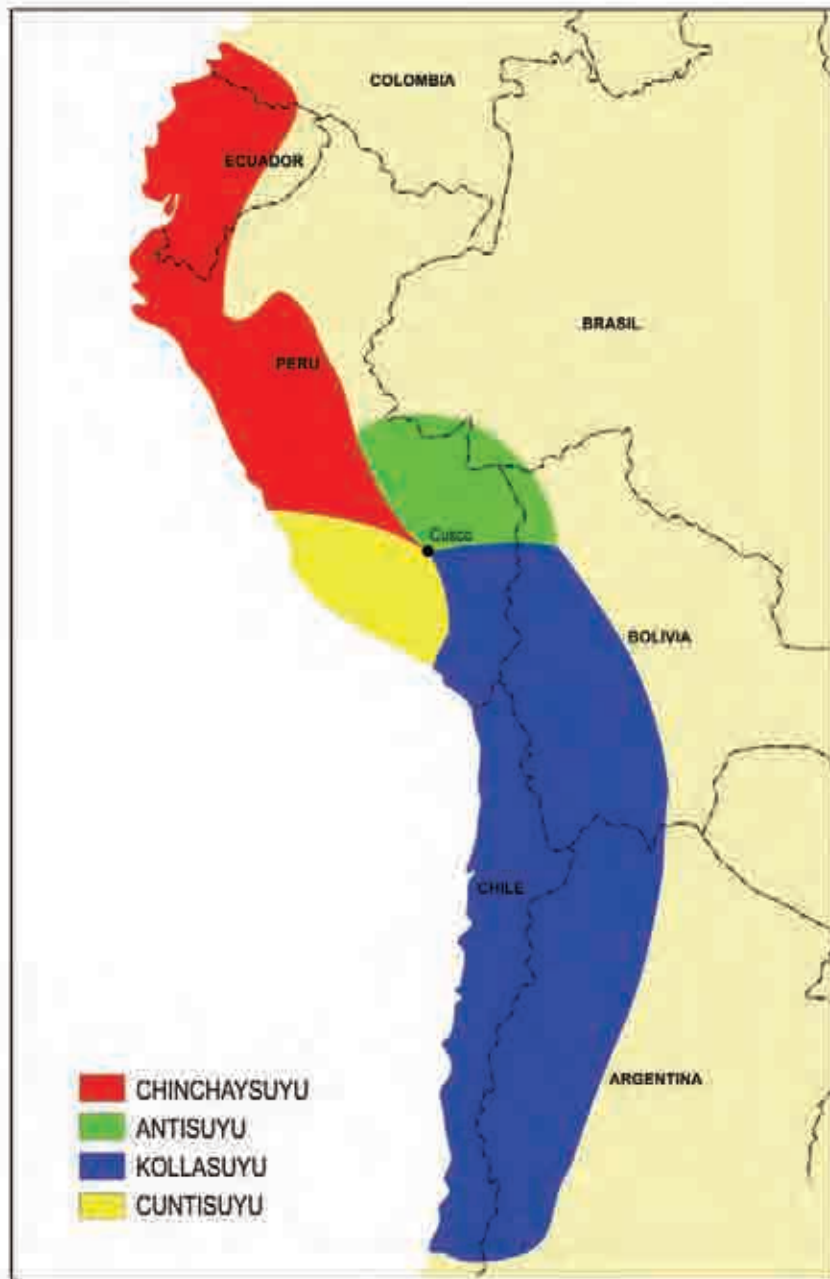 COLOMBIA
ECUADOR
BRASIL
PERU
Cusco
BOLIVIA
CHILE
ARGENTINA
CHINCHAYSUYU
ANTISUYU
KOLLASUYU
CUNTISUYU